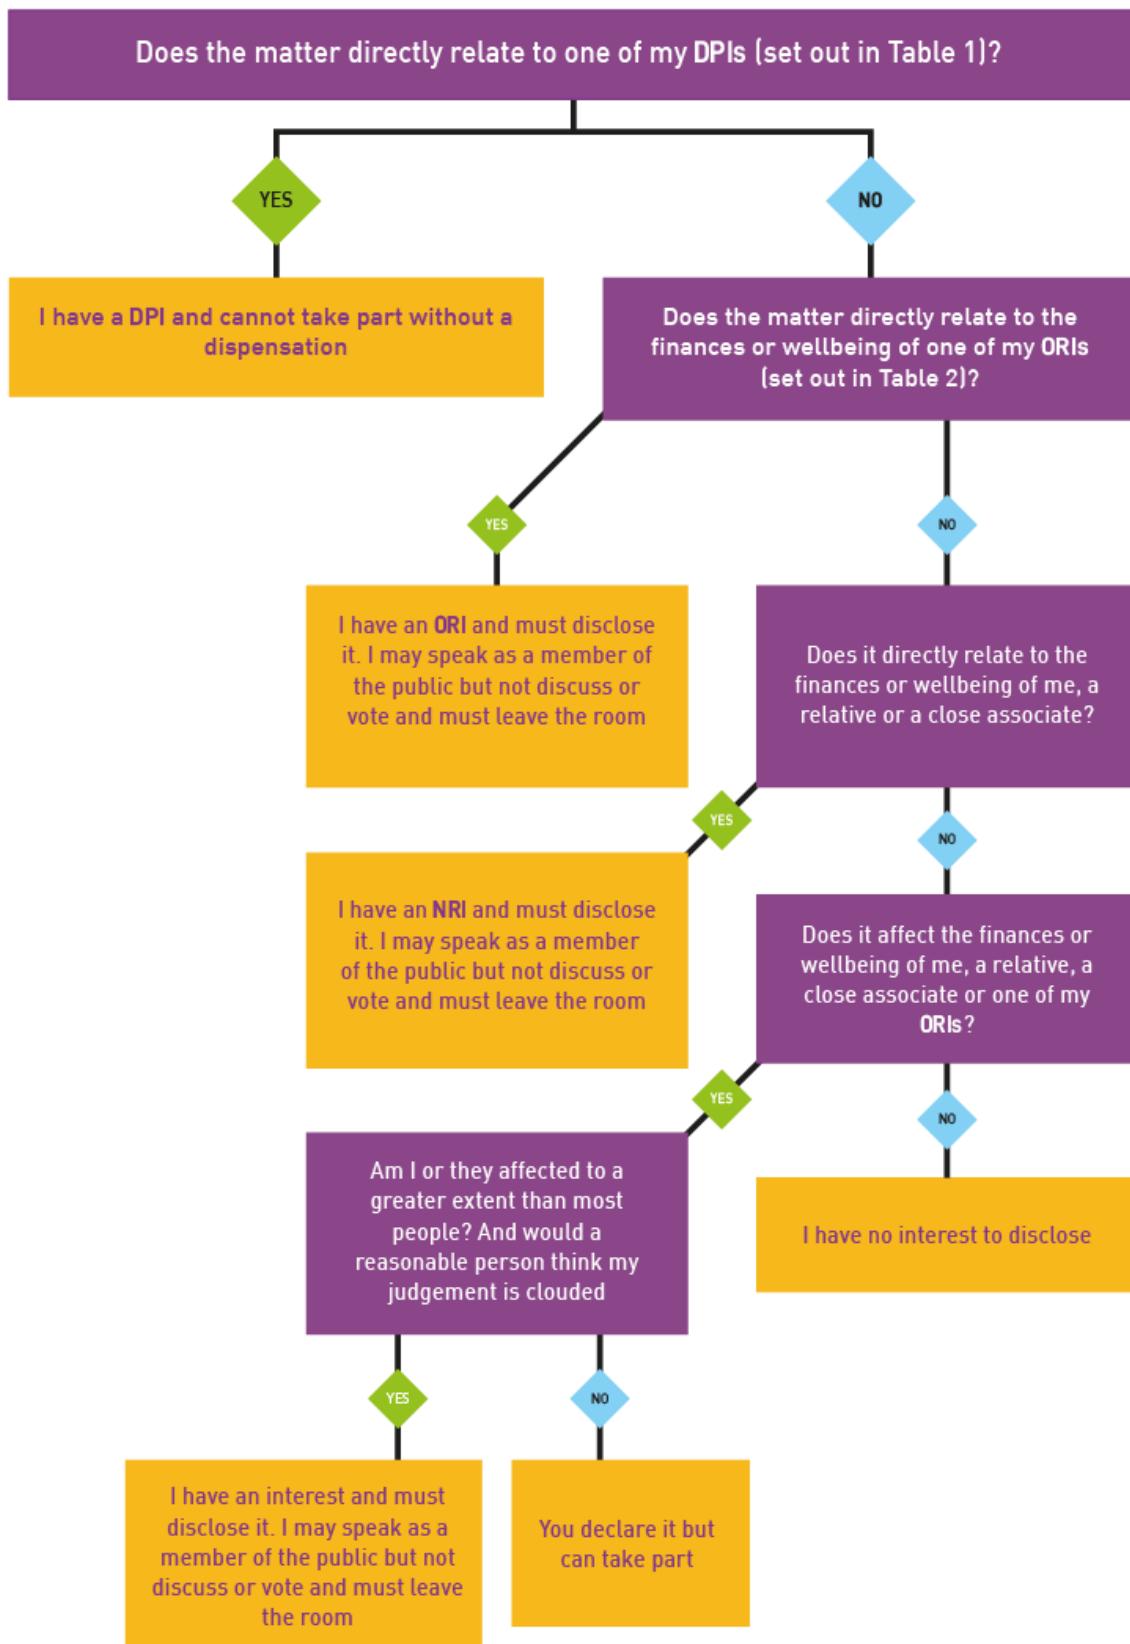 Does the matter directly relate to one of my DPIs (set out in Table 1)?
YES
NO
I have a DPI and cannot take part without a
dispensation
Does the matter directly relate to the
finances or wellbeing of one of my ORIs
(set out in Table 2)?
YES
NO
I have an ORI and must disclose
it. I may speak as a member of
the public but not discuss or
vote and must leave the room
Does it directly relate to the
finances or wellbeing of me, a
relative or a close associate?
YES
NO
I have an NRI and must disclose
it. I may speak as a member
of the public but not discuss or
vote and must leave the room
Does it affect the finances or
wellbeing of me, a relative, a
close associate or one of my
ORIs?
YES
NO
Am I or they affected to a
greater extent than most
people? And would a
reasonable person think my
judgement is clouded
I have no interest to disclose
YES
NO
I have an interest and must
disclose it. I may speak as a
member of the public but not
discuss or vote and must leave
the room
You declare it but
can take part